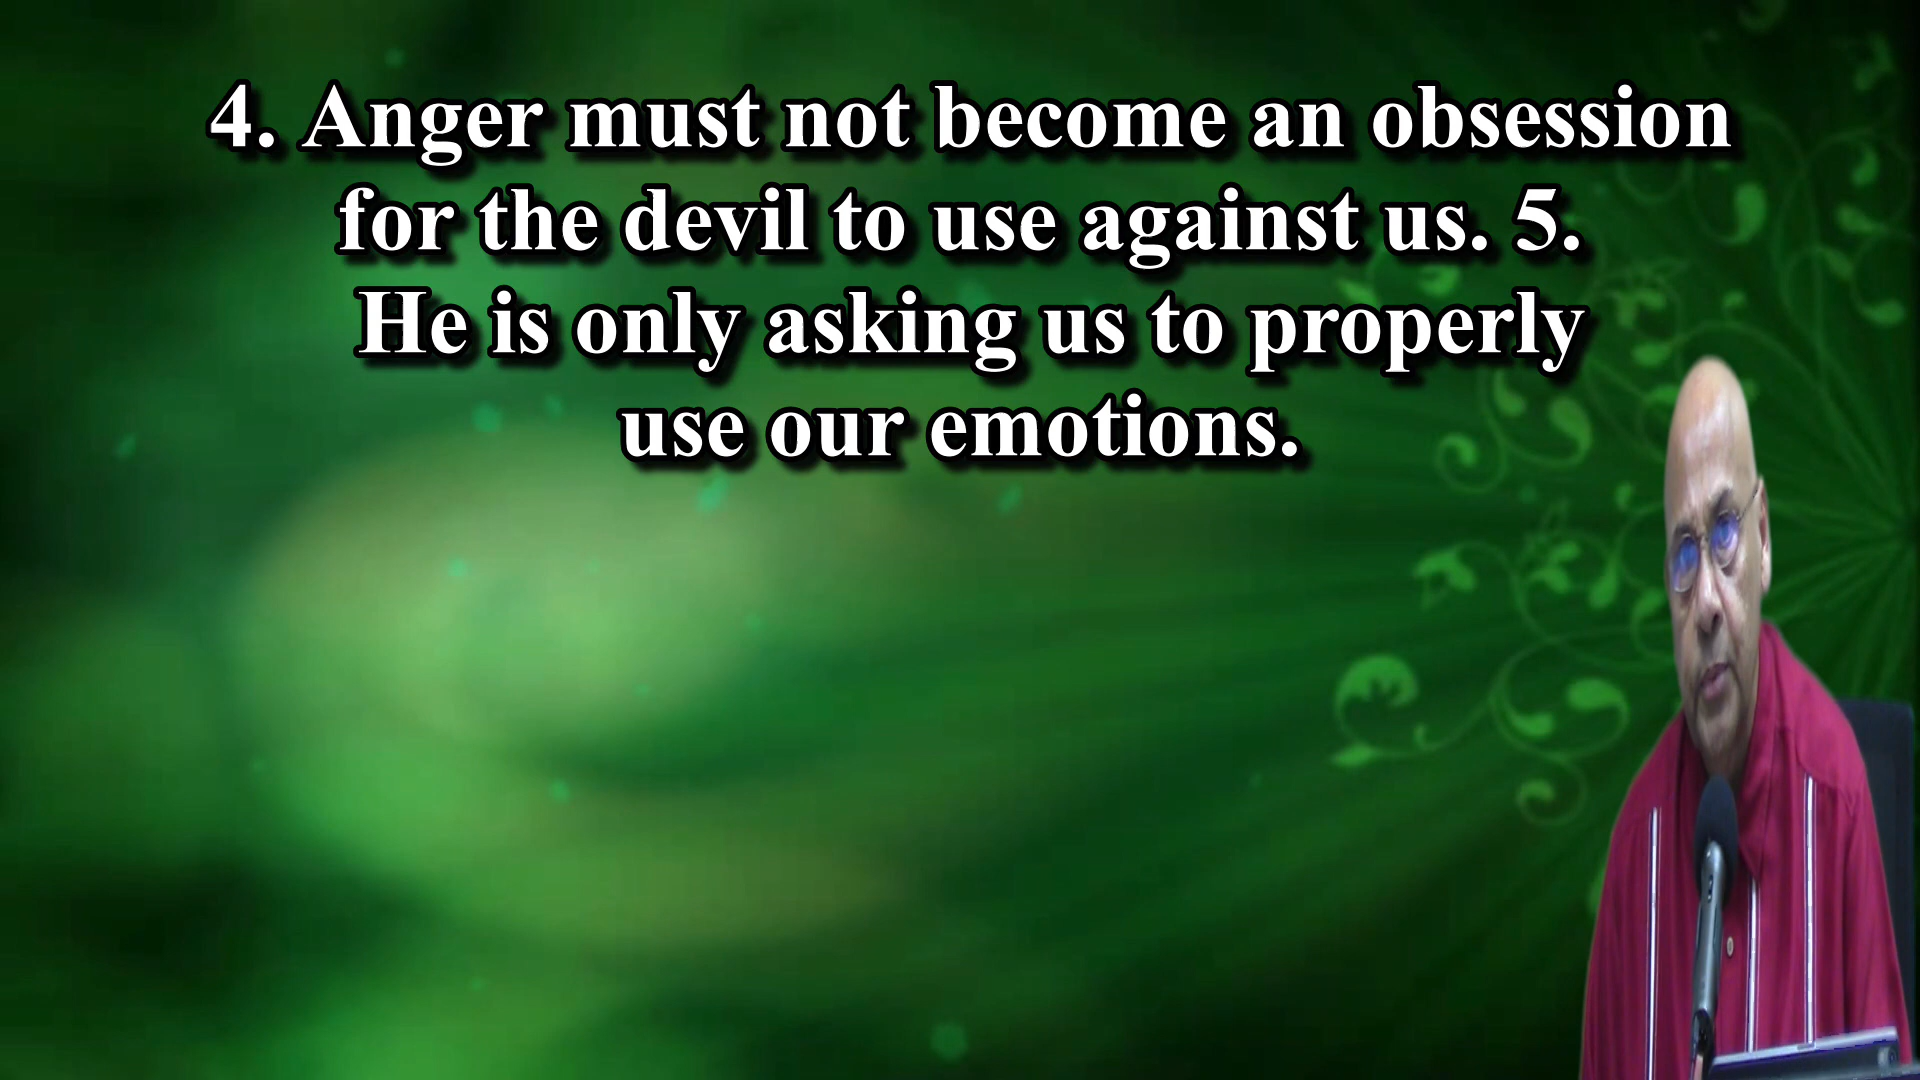 4. Anger must not become an obsession
for the devil to use against us. 5.
He is only asking us to properly
use our emotions.